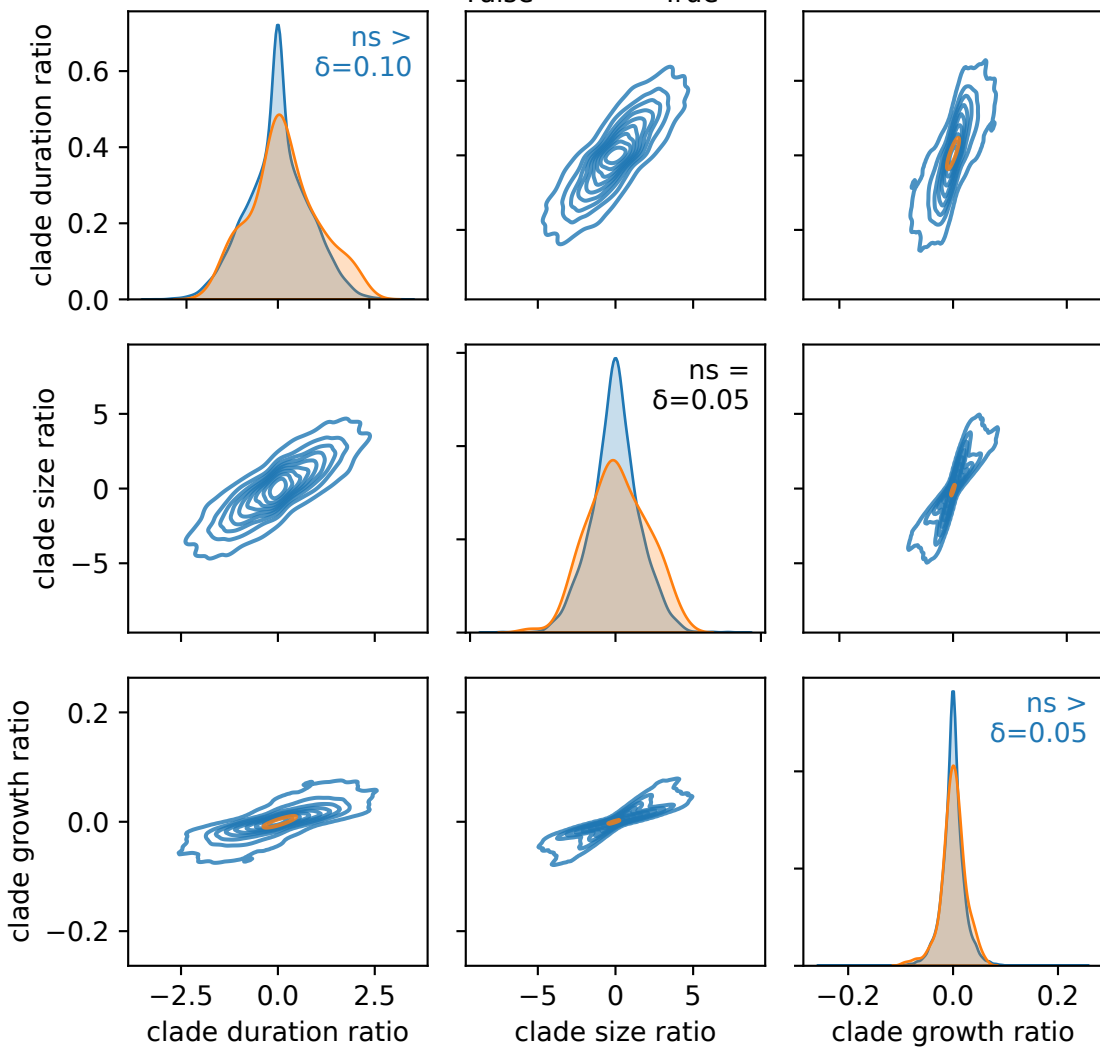 clade duration ratio
0.6
0.4
0.2
0.0
ns >
δ=0.10
clade size ratio
5
0
−5
ns =
δ=0.05
5
0
−5
clade growth ratio
0.2
0.0
−0.2
ns >
δ=0.05
−2.5 0.0 2.5
−5 0 5
−0.2 0.0 0.2
clade duration ratio
clade size ratio
clade growth ratio